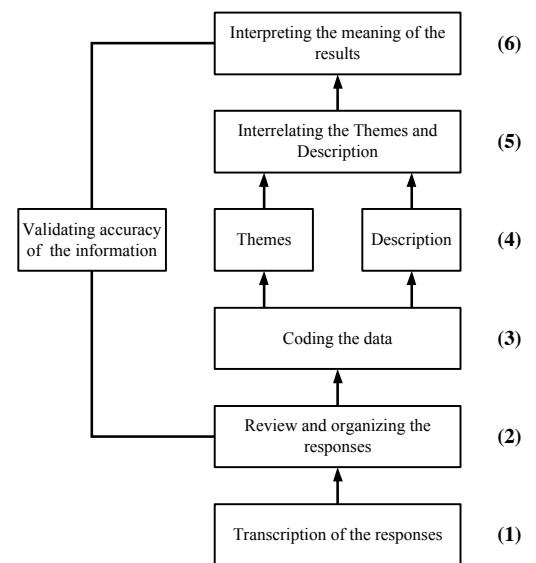 Interpreting the meaning of the
results
(6)
Interrelating the Themes and
Description
(5)
Validating accuracy
of the information
Themes
Description
(4)
Coding the data
(3)
Review and organizing the
responses
(2)
Transcription of the responses
(1)